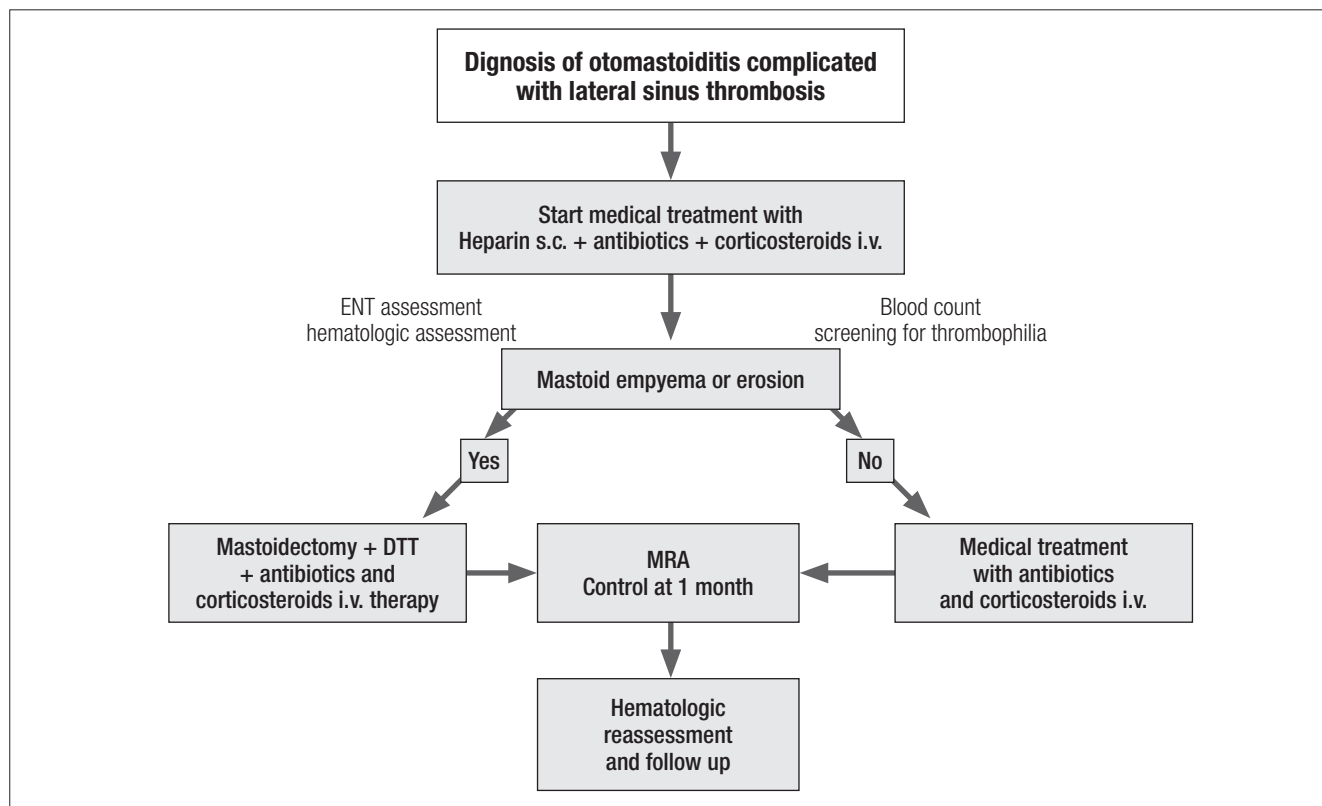 Dignosis of otomastoiditis complicated
with lateral sinus thrombosis
Start medical treatment with
Heparin s.c. + antibiotics + corticosteroids i.v.
ENT assessment
hematologic assessment
Blood count
screening for thrombophilia
Mastoid empyema or erosion
Yes
No
Mastoidectomy + DTT
+ antibiotics and
corticosteroids i.v. therapy
MRA
Control at 1 month
Medical treatment
with antibiotics
and corticosteroids i.v.
Hematologic
reassessment
and follow up